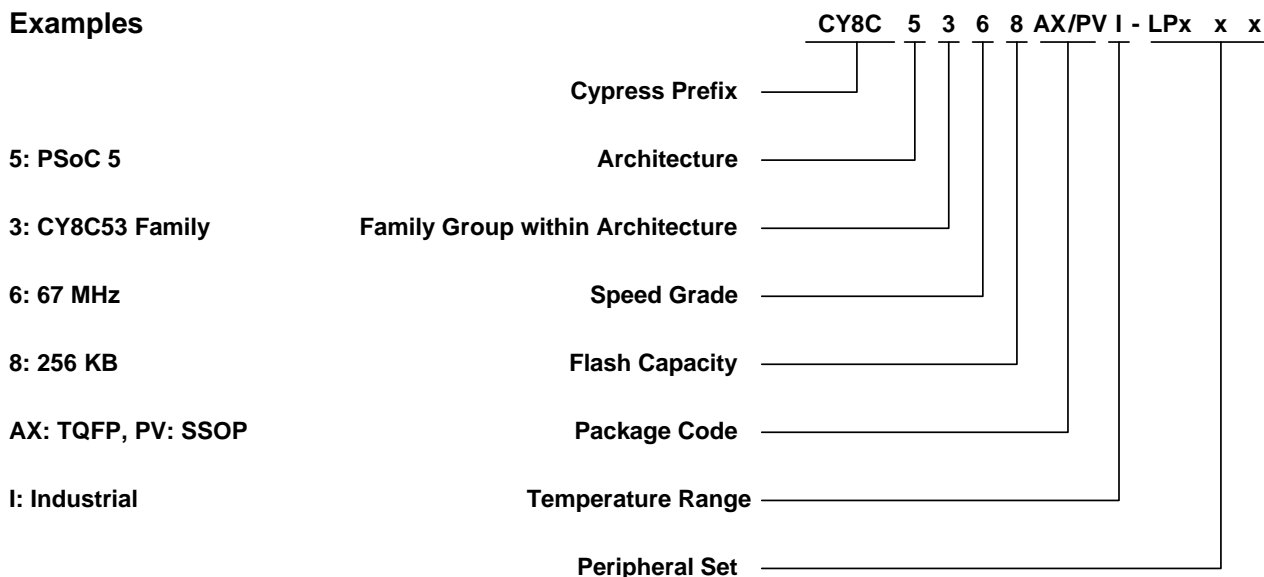 Examples CY8C 5 3 6 8 AX/PV I - LPx x x
Cypress Prefix
5: PSoC 5 Architecture
3: CY8C53 Family Family Group within Architecture
6: 67 MHz Speed Grade
8: 256 KB Flash Capacity
AX: TQFP, PV: SSOP Package Code
I: Industrial Temperature Range
Peripheral Set